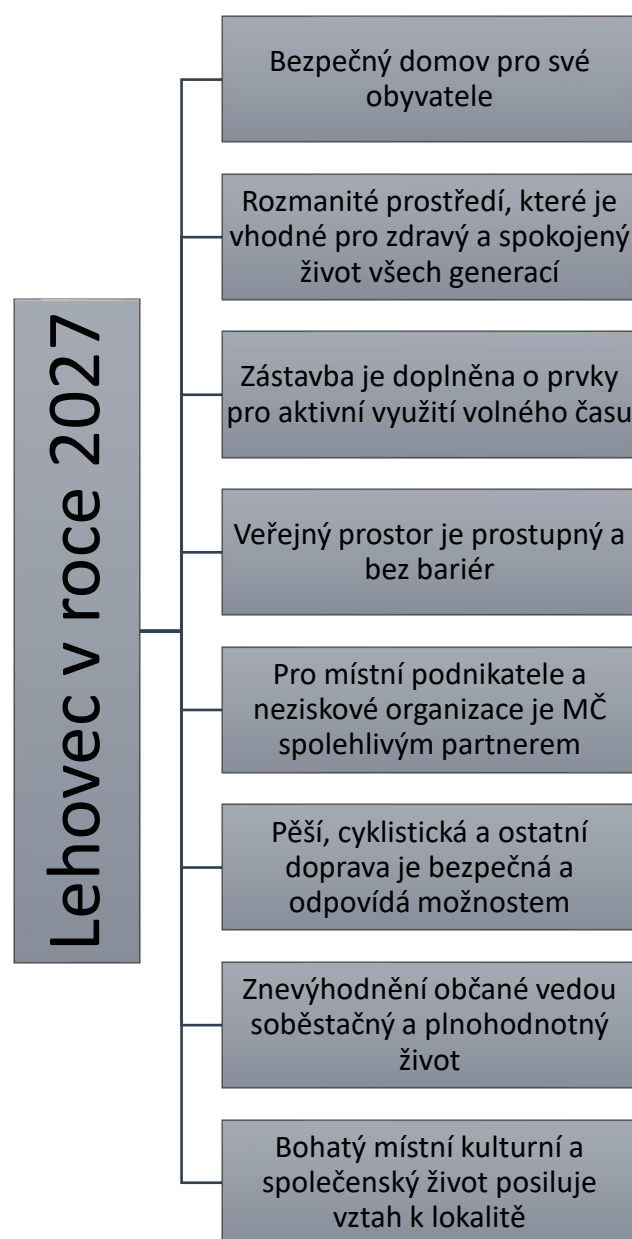 Lehovec v roce 2027
Bezpečný domov pro své
obyvatele
Rozmanité prostředí, které je
vhodné pro zdravý a spokojený
život všech generací
Zástavba je doplněna o prvky
pro aktivní využití volného času
Veřejný prostor je prostupný a
bez bariér
Pro místní podnikatele a
neziskové organizace je MČ
spolehlivým partnerem
Pěší, cyklistická a ostatní
doprava je bezpečná a
odpovídá možnostem
Znevýhodnění občané vedou
soběstačný a plnohodnotný
život
Bohatý místní kulturní a
společenský život posiluje
vztah k lokalitě